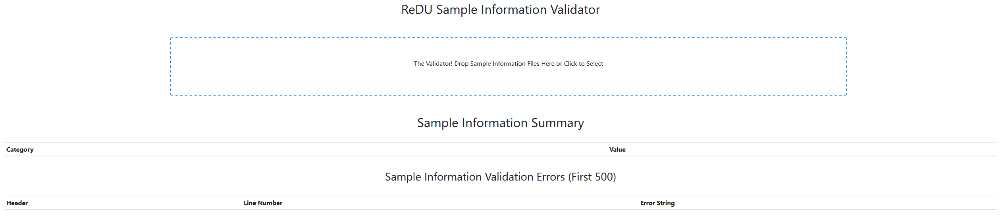 ReDU Sample Information Validator
The Validator! Drop Sample Information Files Here or Click to Select
Sample Information Summary
Category Value
Sample Information Validation Errors (First 500)
Header Line Number Error String